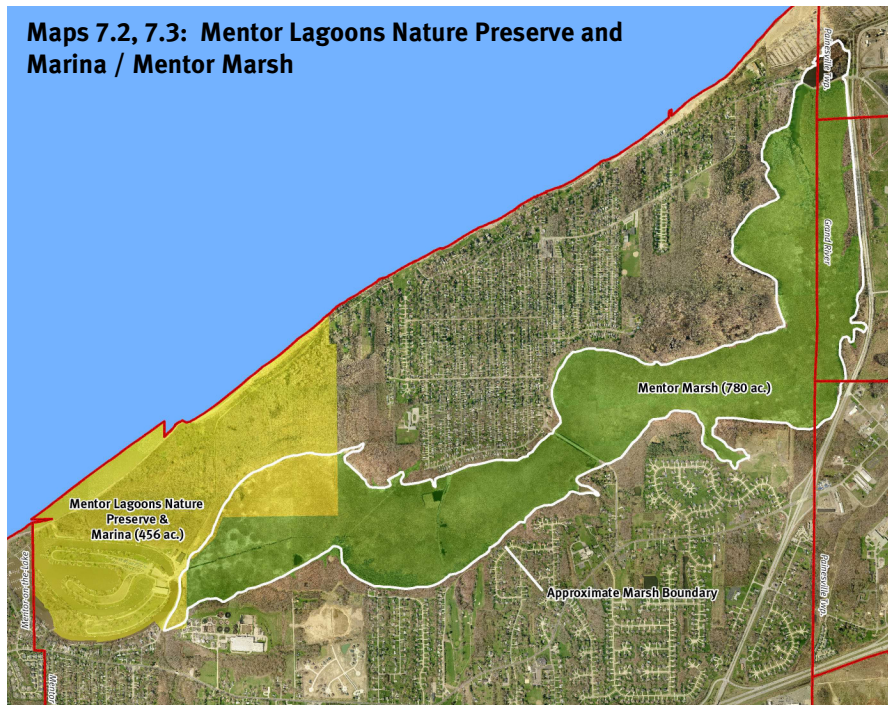 Maps 7.2, 7.3: Mentor Lagoons Nature Preserve and
Marina / Mentor Marsh
Painesville Twp.
Grand River
Mentor Marsh (780 ac.)
Mentor Lagoons Nature
Preserve &
Marina (456 ac.)
Mentor-on-the-Lake
Mentor
Approximate Marsh Boundary
Painesville Twp.